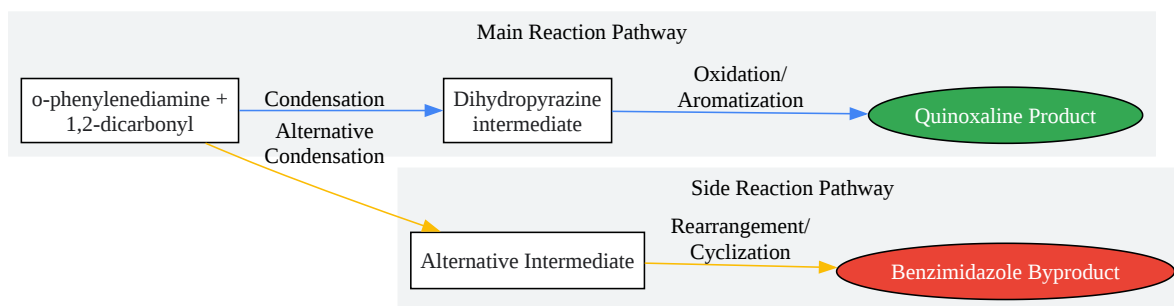 Main Reaction Pathway
o-phenylenediamine +
1,2-dicarbonyl
Condensation
Dihydropyrazine
intermediate
Oxidation/
Aromatization
Quinoxaline Product
Alternative
Condensation
Side Reaction Pathway
Alternative Intermediate
Rearrangement/
Cyclization
Benzimidazole Byproduct